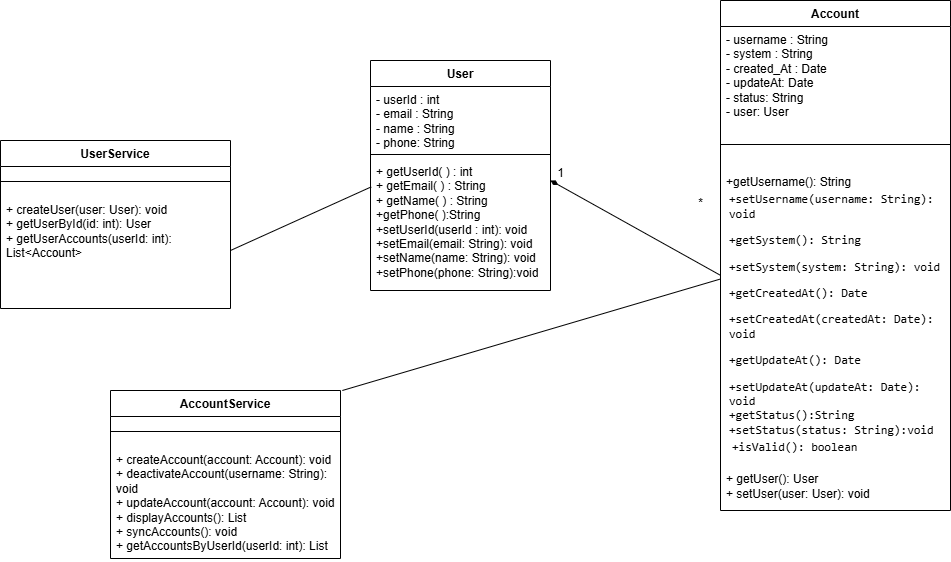 Account
- username : String
- system : String
- created_At : Date
- updateAt: Date
- status: String
- user: User
+getUsername(): String
+setUsername(username: String):
void
+getSystem(): String
+setSystem(system: String): void
+getCreatedAt(): Date
+setCreatedAt(createdAt: Date):
void
+getUpdateAt(): Date
+setUpdateAt(updateAt: Date):
void
+getStatus():String
+setStatus(status: String):void
+isValid(): boolean
+ getUser(): User
+ setUser(user: User): void
User
- userId : int
- email : String
- name : String
- phone: String
+ getUserId( ) : int
+ getEmail( ) : String
+ getName( ) : String
+getPhone( ):String
+setUserId(userId : int): void
+setEmail(email: String): void
+setName(name: String): void
+setPhone(phone: String):void
1
*
UserService
+ createUser(user: User): void
+ getUserById(id: int): User
+ getUserAccounts(userId: int):
List<Account>
AccountService
+ createAccount(account: Account): void
+ deactivateAccount(username: String):
void
+ updateAccount(account: Account): void
+ displayAccounts(): List
+ syncAccounts(): void
+ getAccountsByUserId(userId: int): List